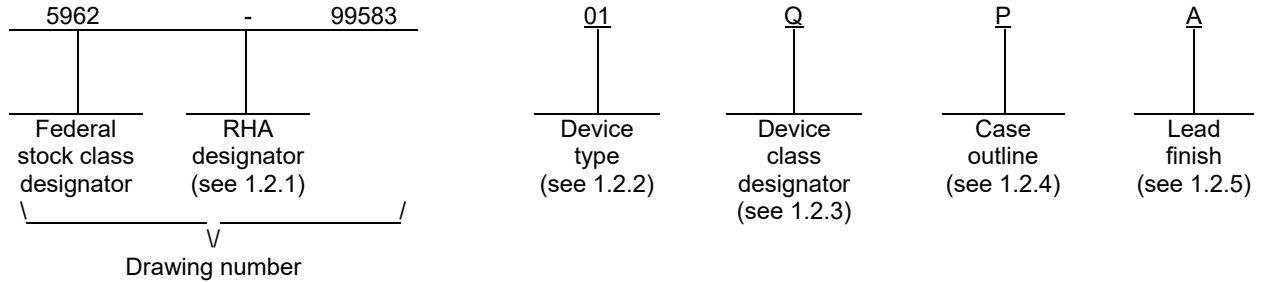 5962 - 99583 01 Q P A
Federal stock class designator
RHA designator (see 1.2.1)
Device type (see 1.2.2)
Device class designator (see 1.2.3)
Case outline (see 1.2.4)
Lead finish (see 1.2.5)
\ /
\/
Drawing number